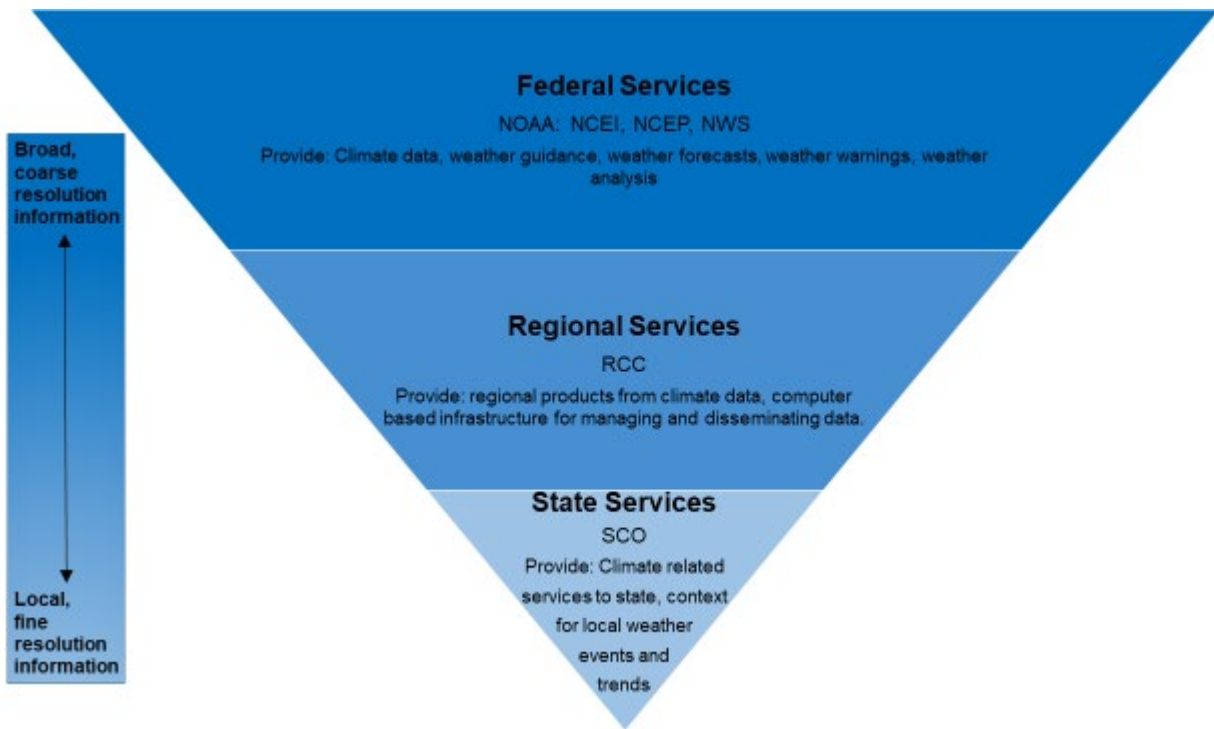 Federal Services
NOAA: NCEI, NCEP, NWS
Provide: Climate data, weather guidance, weather forecasts, weather warnings, weather
analysis
Broad,
coarse
resolution
information
Regional Services
RCC
Provide: regional products from climate data, computer
based infrastructure for managing and disseminating data.
State Services
SCO
Provide: Climate related
services to state, context
for local weather
events and
trends
Local,
fine
resolution
information